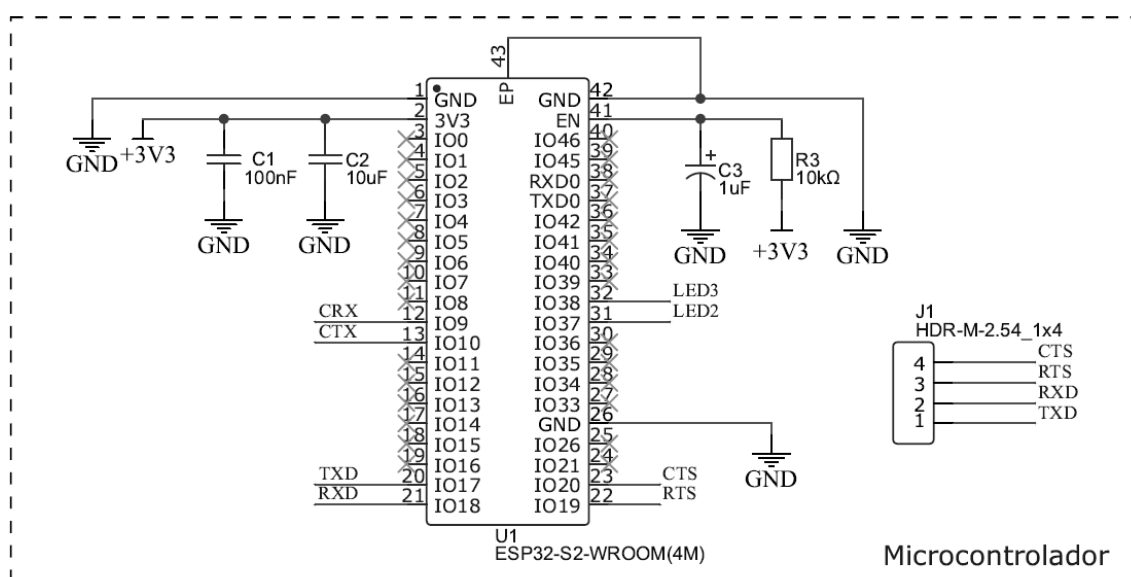 43
EP
1 GND
2 3V3
3 IO0
4 IO1
5 IO2
6 IO3
7 IO4
8 IO5
9 IO6
10 IO7
11 IO8
12 IO9
13 IO10
14 IO11
15 IO12
16 IO13
17 IO14
18 IO15
19 IO16
20 IO17
21 IO18
GND 42
EN 41
IO46 40
IO45 39
RXD0 38
TXD0 37
IO42 36
IO41 35
IO40 34
IO39 33
IO38 32
IO37 31
IO36 30
IO35 29
IO34 28
IO33 27
GND 26
IO26 25
IO21 24
IO20 23
IO19 22
U1
ESP32-S2-WROOM(4M)
GND
+3V3
C1
100nF
GND
C2
10uF
GND
CRX
CTX
TXD
RXD
+
C3
1uF
GND
R3
10kΩ
+3V3
GND
LED3
LED2
GND
CTS
RTS
J1
HDR-M-2.54_1x4
4 CTS
3 RTS
2 RXD
1 TXD
Microcontrolador